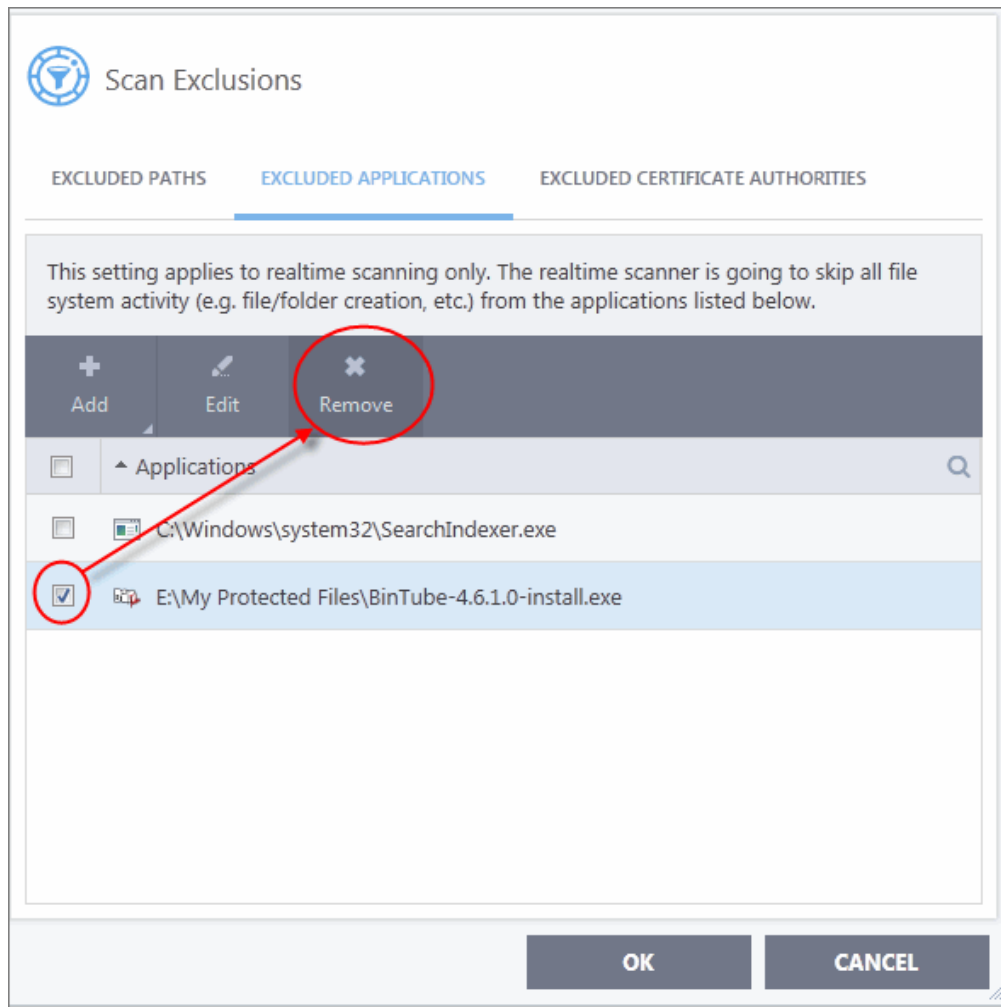 Scan Exclusions
EXCLUDED PATHS EXCLUDED APPLICATIONS EXCLUDED CERTIFICATE AUTHORITIES
This setting applies to realtime scanning only. The realtime scanner is going to skip all file
system activity (e.g. file/folder creation, etc.) from the applications listed below.
Add Edit Remove
Applications
C:\Windows\system32\SearchIndexer.exe
E:\My Protected Files\BinTube-4.6.1.0-install.exe
OK CANCEL